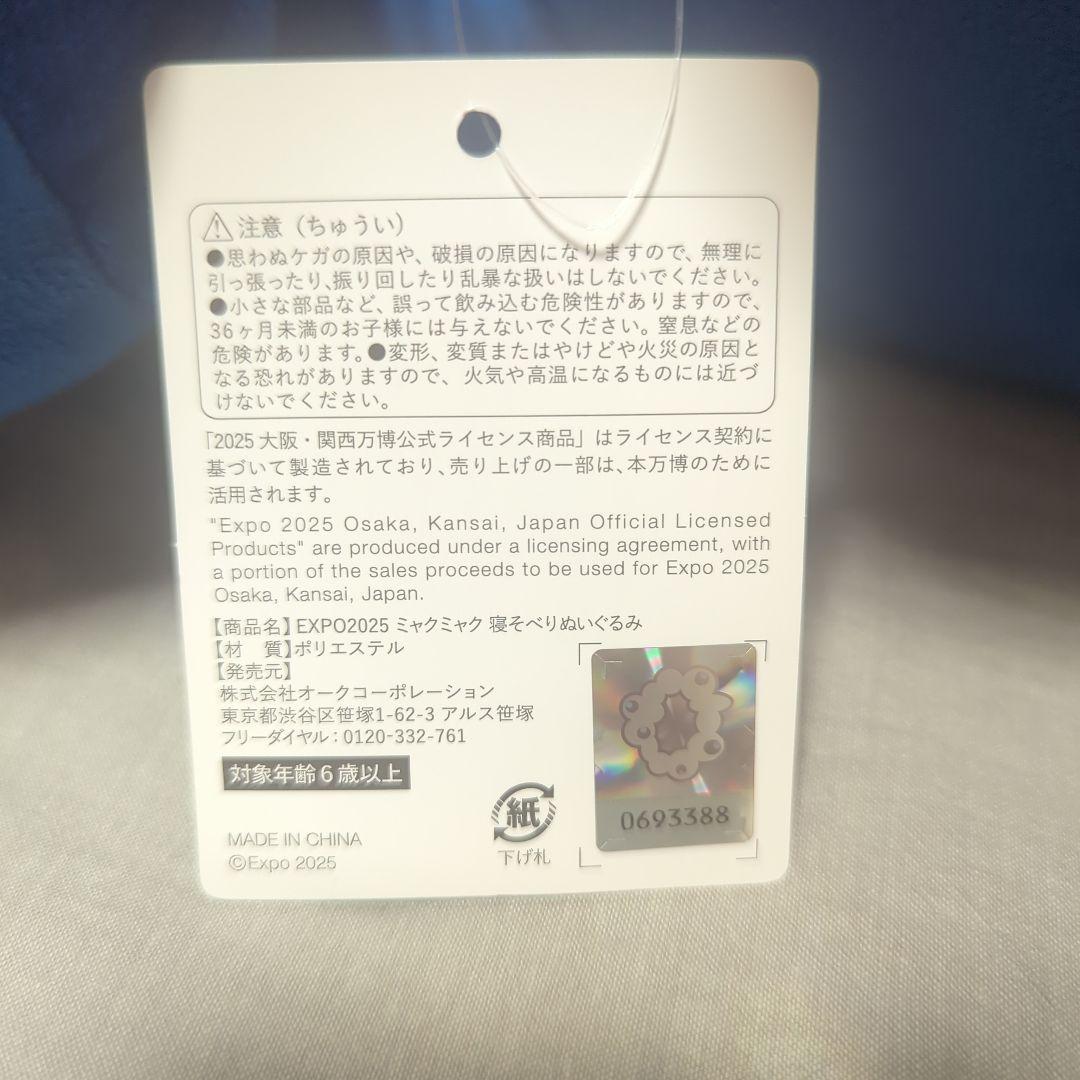 注意（ちゅうい）
●思わぬケガの原因や、破損の原因になりますので、無理に
引っ張ったり、振り回したり乱暴な扱いはしないでください。
●小さな部品など、誤って飲み込む危険性がありますので、
36ヶ月未満のお子様には与えないでください。窒息などの
危険があります。●変形、変質またはやけどや火災の原因と
なる恐れがありますので、火気や高温になるものには近づ
けないでください。
「2025 大阪・関西万博公式ライセンス商品」はライセンス契約に
基づいて製造されており、売り上げの一部は、本万博のために
活用されます。
"Expo 2025 Osaka, Kansai, Japan Official Licensed
Products" are produced under a licensing agreement, with
a portion of the sales proceeds to be used for Expo 2025
Osaka, Kansai, Japan.
【商品名】EXPO2025 ミャクミャク 寝そべりぬいぐるみ
【材　質】ポリエステル
【発売元】
株式会社オークコーポレーション
東京都渋谷区笹塚1-62-3 アルス笹塚
フリーダイヤル：0120-332-761
対象年齢6歳以上
MADE IN CHINA
©Expo 2025
紙
下げ札
0693388